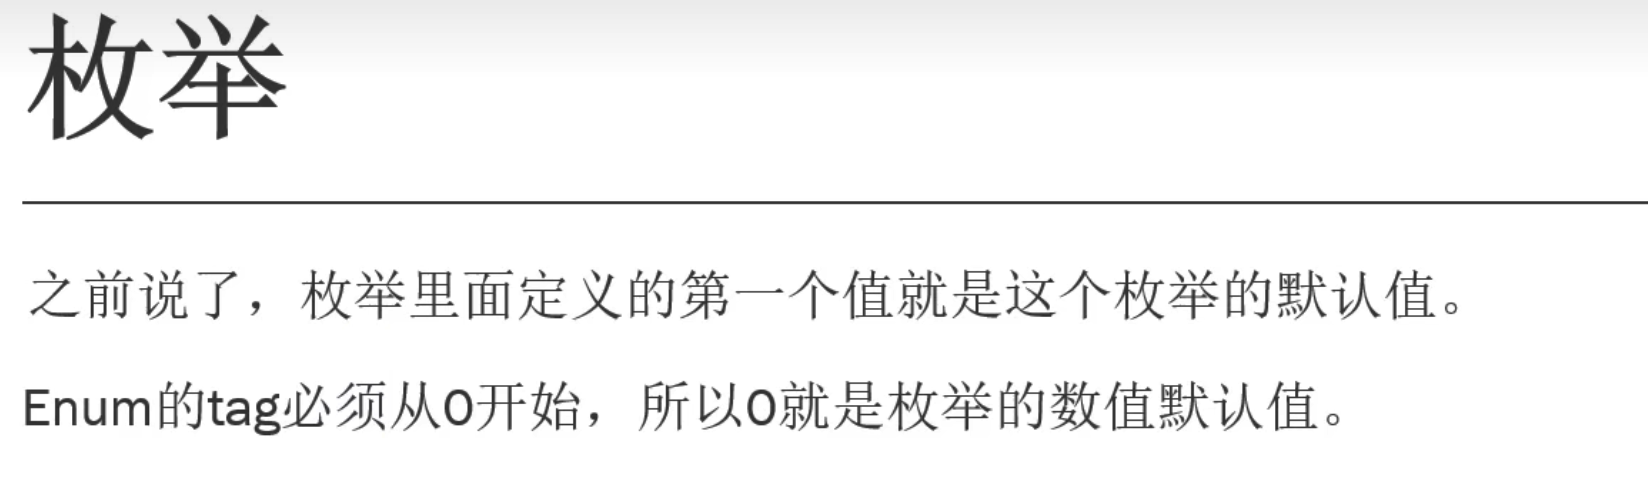 枚举
之前说了，枚举里面定义的第一个值就是这个枚举的默认值。
Enum的tag必须从0开始，所以0就是枚举的数值默认值。